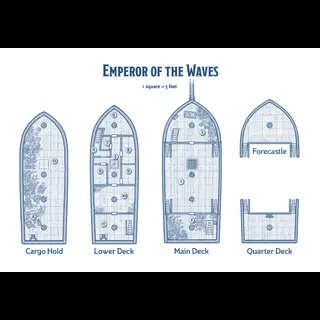 EMPEROR OF THE WAVES
1 square = 5 feet
Forecastle
Cargo Hold
Lower Deck
Main Deck
Quarter Deck